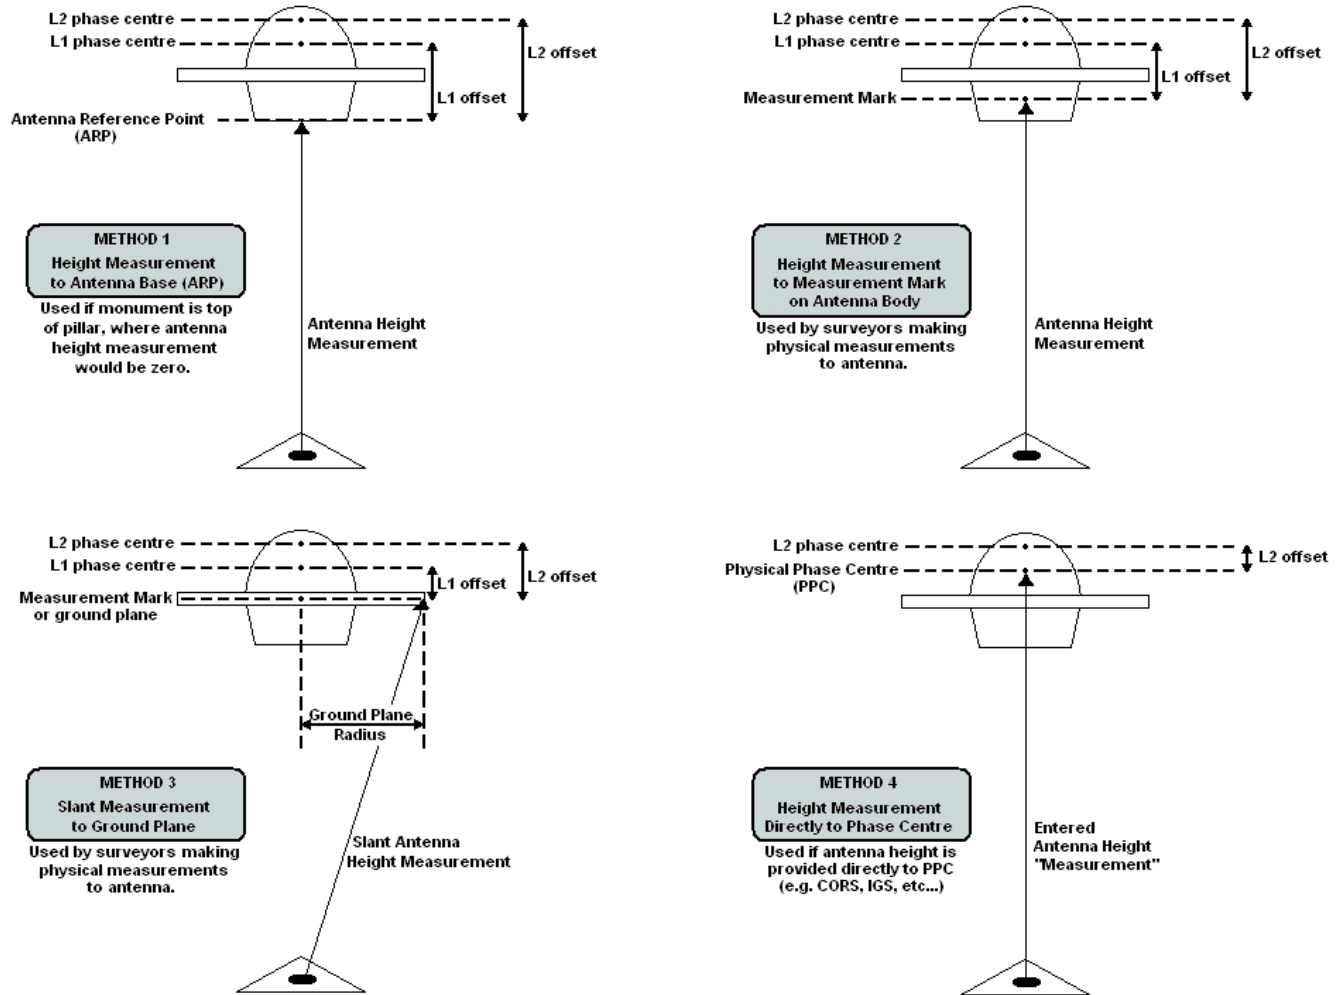 L2 phase centre
L1 phase centre
L2 offset
L1 offset
Antenna Reference Point
(ARP)
METHOD 1
Height Measurement
to Antenna Base (ARP)
Used if monument is top
of pillar, where antenna
height measurement
would be zero.
Antenna Height
Measurement
L2 phase centre
L1 phase centre
L2 offset
L1 offset
Measurement Mark
METHOD 2
Height Measurement
to Measurement Mark
on Antenna Body
Used by surveyors making
physical measurements
to antenna.
Antenna Height
Measurement
L2 phase centre
L1 phase centre
L2 offset
L1 offset
Measurement Mark
or ground plane
Ground Plane
Radius
METHOD 3
Slant Measurement
to Ground Plane
Used by surveyors making
physical measurements
to antenna.
Slant Antenna
Height Measurement
L2 phase centre
L2 offset
Physical Phase Centre
(PPC)
METHOD 4
Height Measurement
Directly to Phase Centre
Used if antenna height is
provided directly to PPC
(e.g. CORS, IGS, etc...)
Entered
Antenna Height
"Measurement"